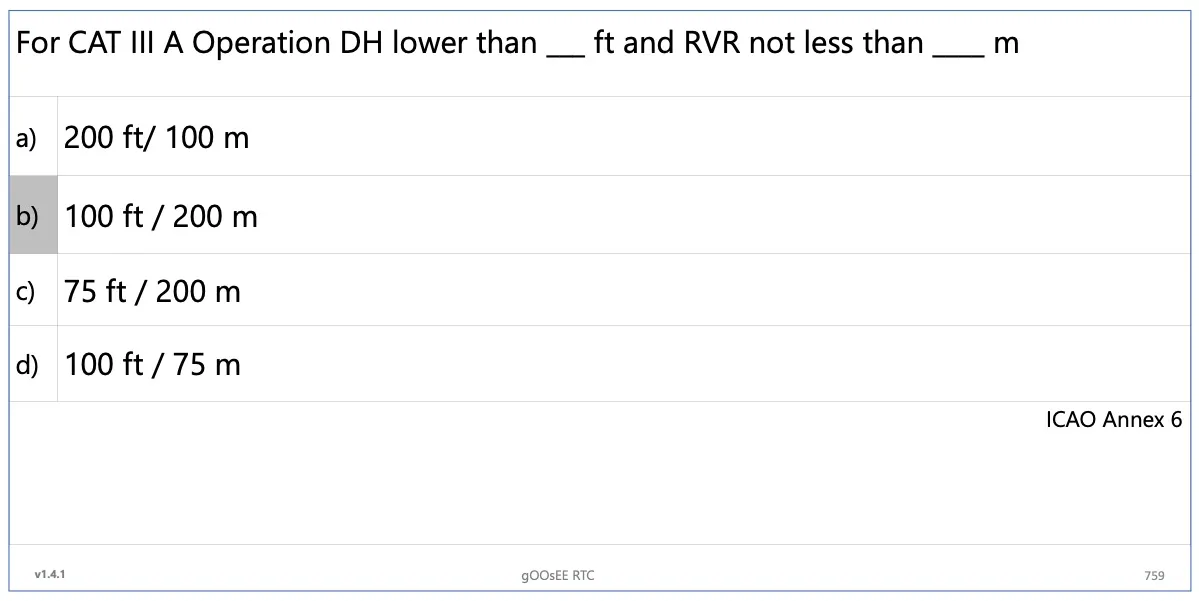 For CAT III A Operation DH lower than ___ ft and RVR not less than ____ m
a) 200 ft/ 100 m
b) 100 ft / 200 m
c) 75 ft / 200 m
d) 100 ft / 75 m
ICAO Annex 6
v1.4.1 gOOsEE RTC 759